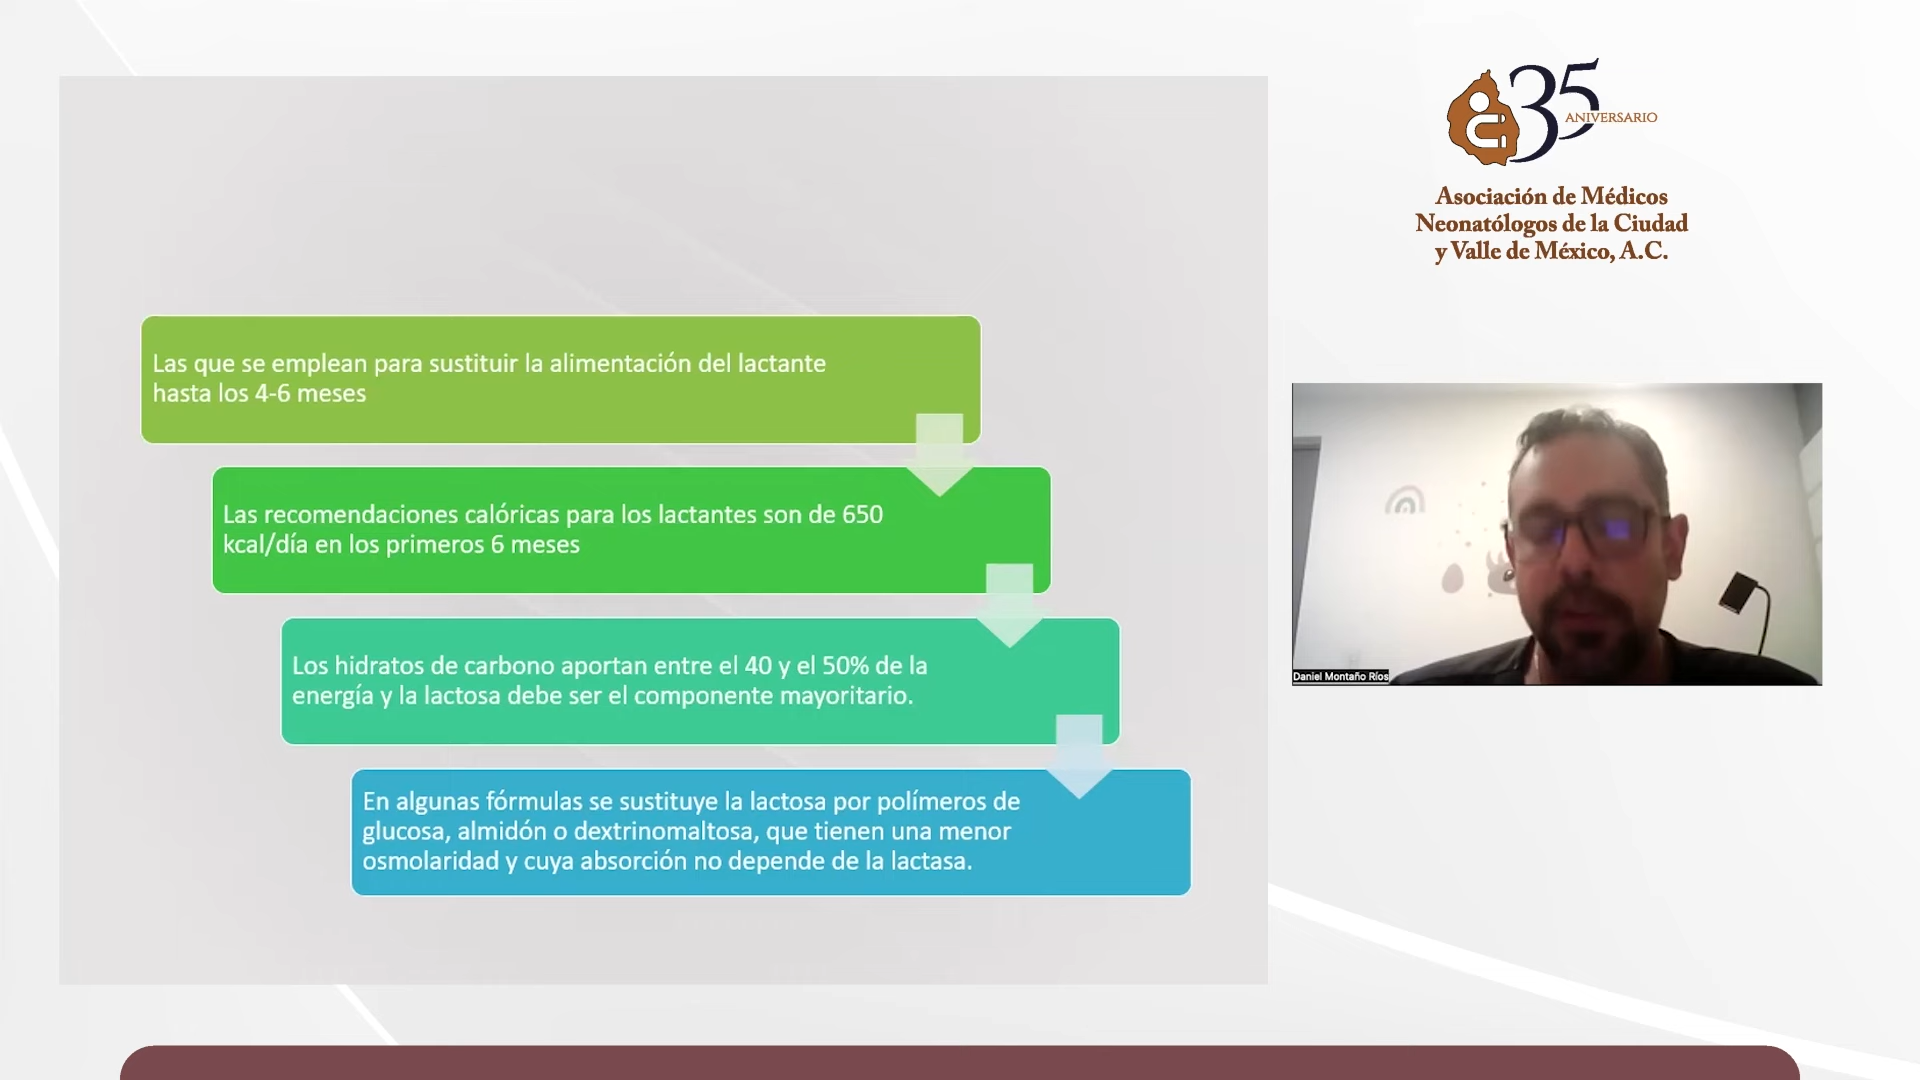 Las que se emplean para sustituir la alimentación del lactante
hasta los 4-6 meses
Las recomendaciones calóricas para los lactantes son de 650
kcal/día en los primeros 6 meses
Los hidratos de carbono aportan entre el 40 y el 50% de la
energía y la lactosa debe ser el componente mayoritario.
En algunas fórmulas se sustituye la lactosa por polímeros de
glucosa, almidón o dextrinomaltosa, que tienen una menor
osmolaridad y cuya absorción no depende de la lactasa.
35
ANIVERSARIO
Asociación de Médicos
Neonatólogos de la Ciudad
y Valle de México, A.C.
Daniel Montaño Ríos